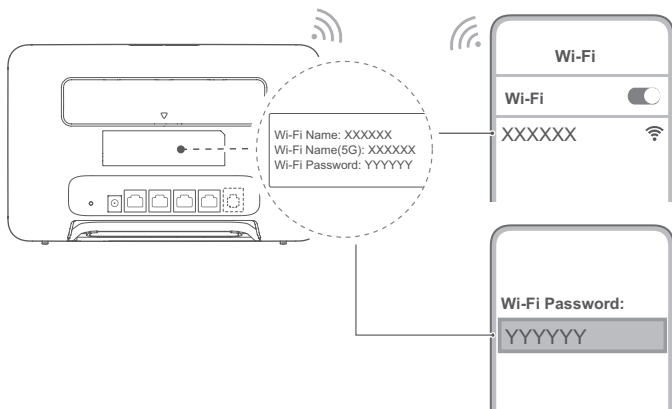 Wi-Fi Name: XXXXXX
Wi-Fi Name(5G): XXXXXX
Wi-Fi Password: YYYYYY
Wi-Fi
Wi-Fi
XXXXXX
Wi-Fi Password:
YYYYYY